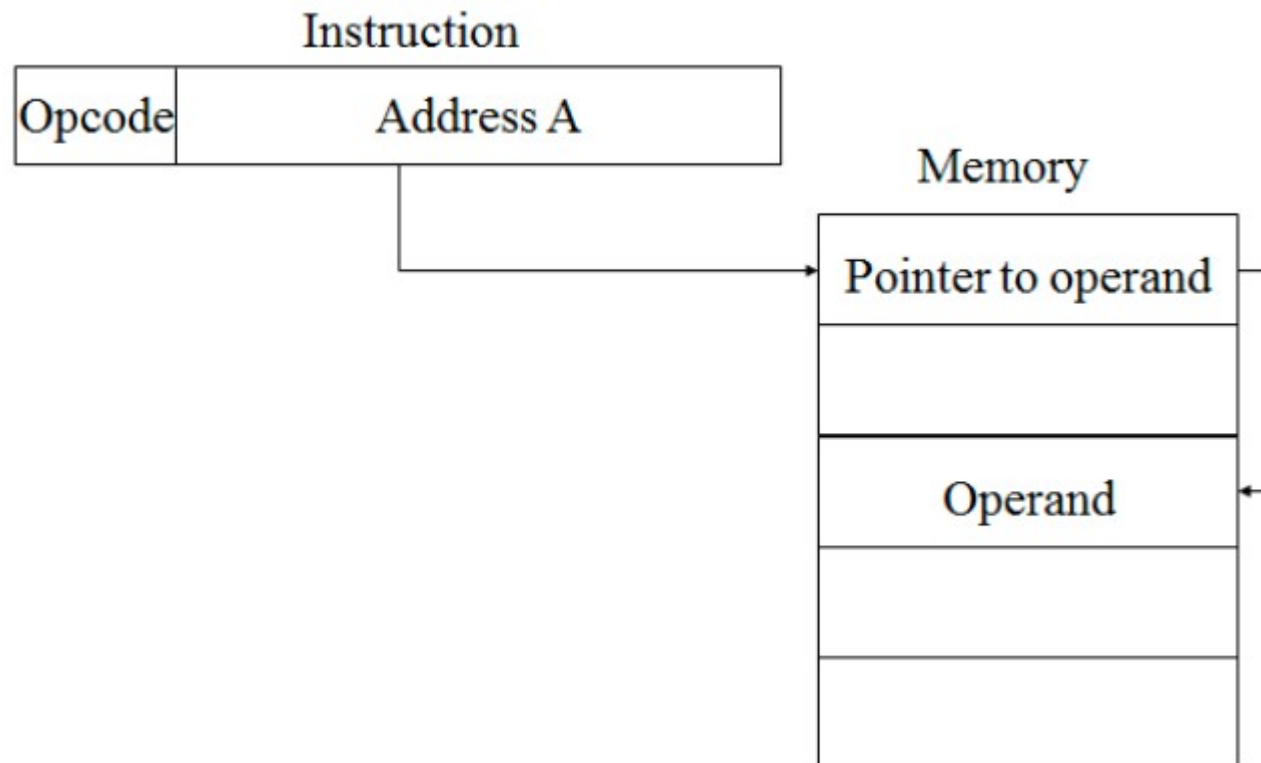 Instruction
Opcode Address A
Memory
Pointer to operand
Operand